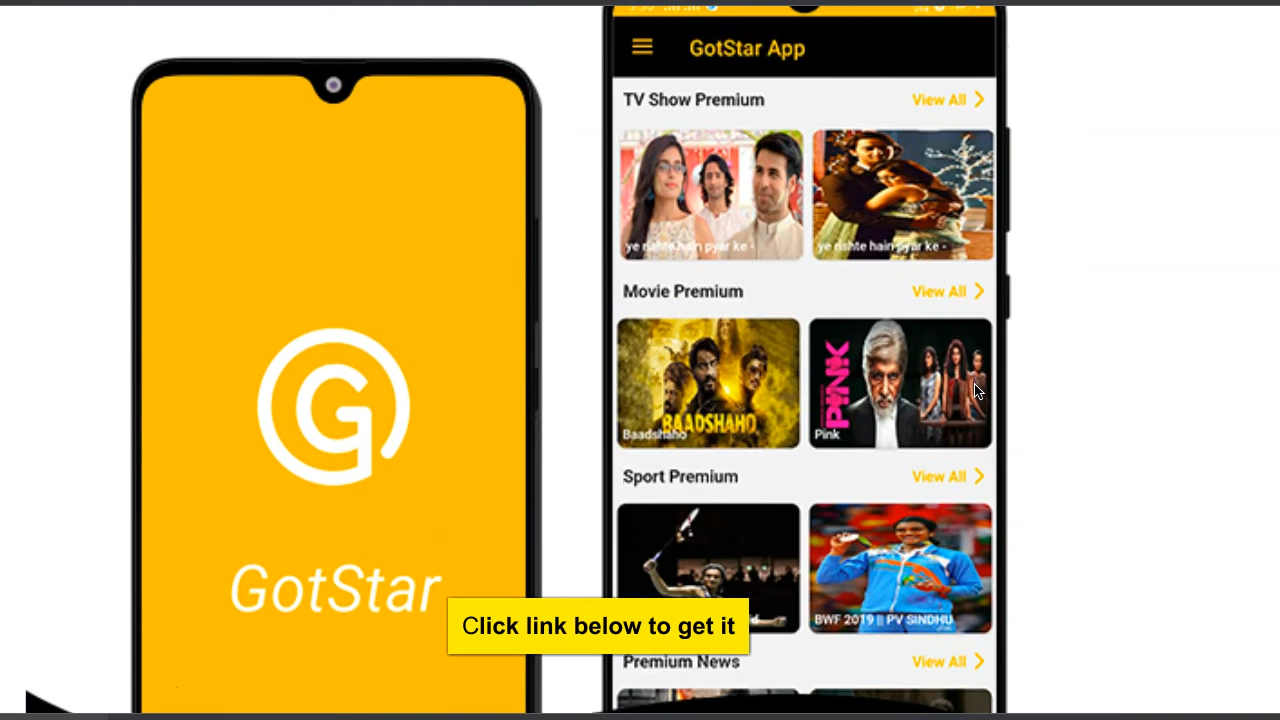 GotStar App
TV Show Premium
View All
ye rishte hain pyar ke -
ye rishte hain pyar ke -
Movie Premium
View All
BAADSHAHO
Baadshaho
PINK
Pink
Sport Premium
View All
BWF 2019 || PV SINDHU
GotStar
Click link below to get it
Premium News
View All